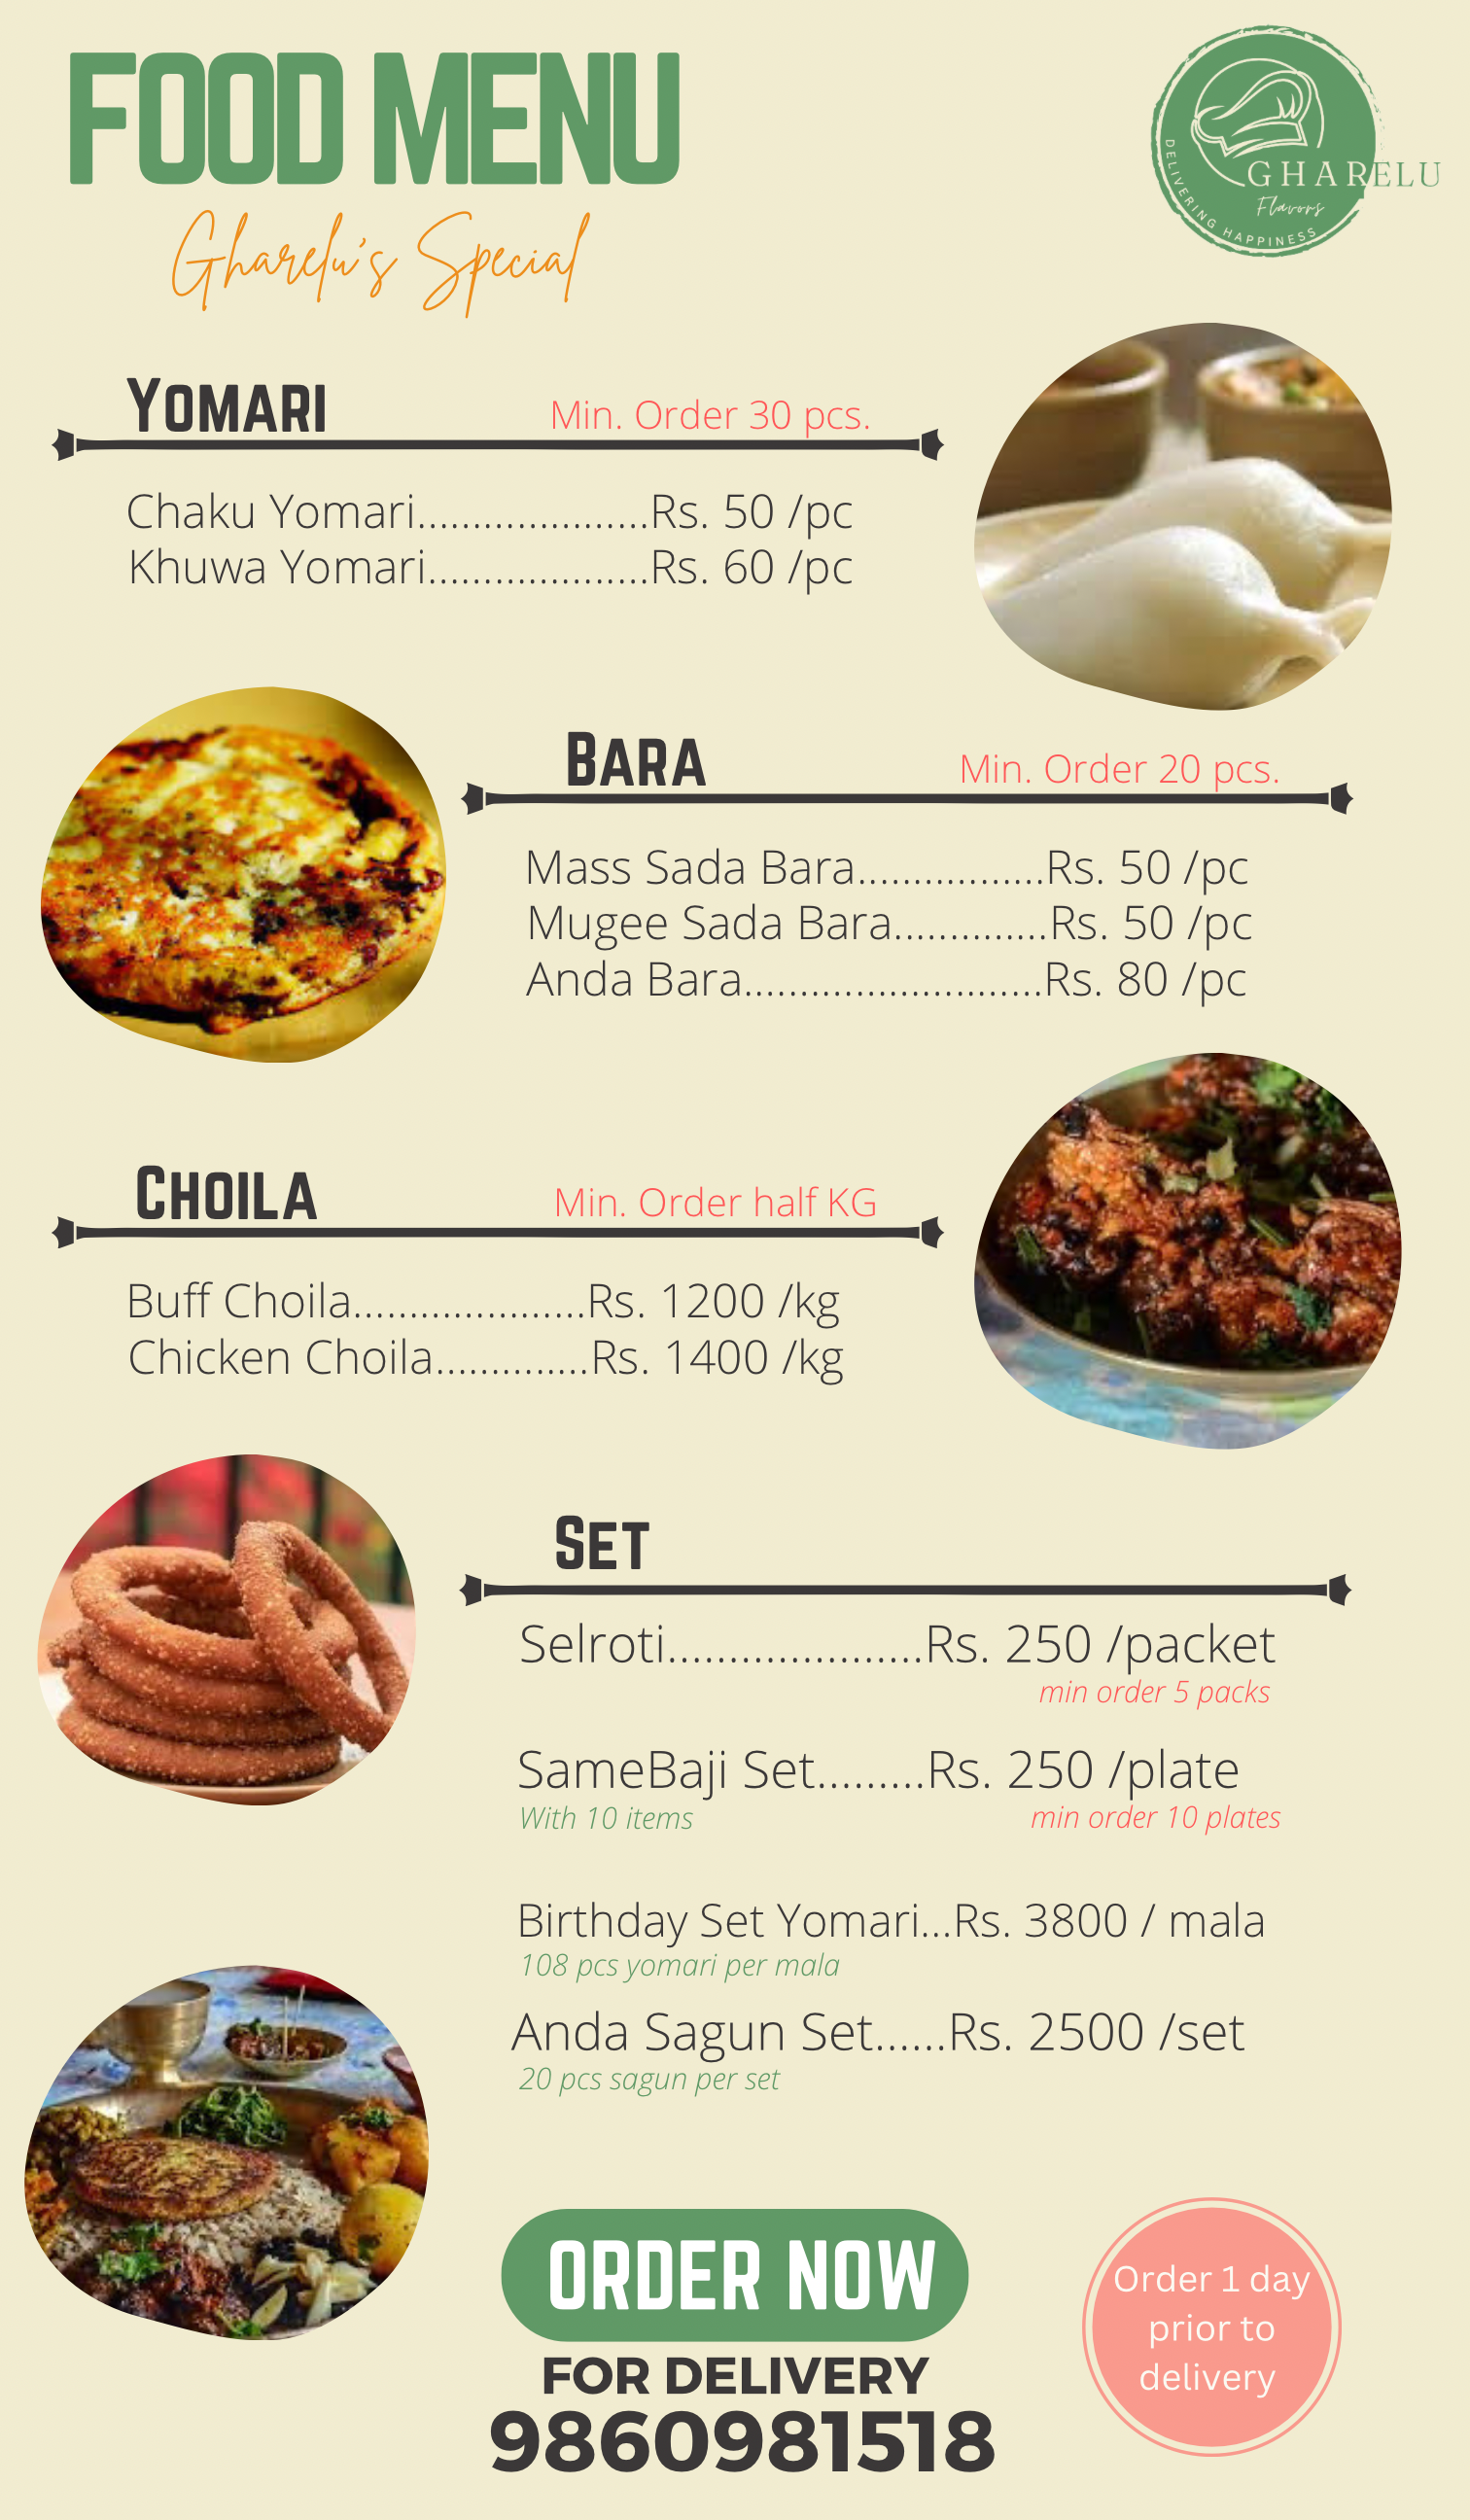 FOOD MENU
Gharelu's Special
DELIVERING HAPPINESS
GHARELU
Flavors
YOMARI
Min. Order 30 pcs.
Chaku Yomari.....................Rs. 50 /pc
Khuwa Yomari....................Rs. 60 /pc
BARA
Min. Order 20 pcs.
Mass Sada Bara.................Rs. 50 /pc
Mugee Sada Bara..............Rs. 50 /pc
Anda Bara...........................Rs. 80 /pc
CHOILA
Min. Order half KG
Buff Choila.....................Rs. 1200 /kg
Chicken Choila..............Rs. 1400 /kg
SET
Selroti.....................Rs. 250 /packet
min order 5 packs
SameBaji Set.........Rs. 250 /plate
With 10 items
min order 10 plates
Birthday Set Yomari...Rs. 3800 / mala
108 pcs yomari per mala
Anda Sagun Set......Rs. 2500 /set
20 pcs sagun per set
ORDER NOW
FOR DELIVERY
9860981518
Order 1 day
prior to
delivery